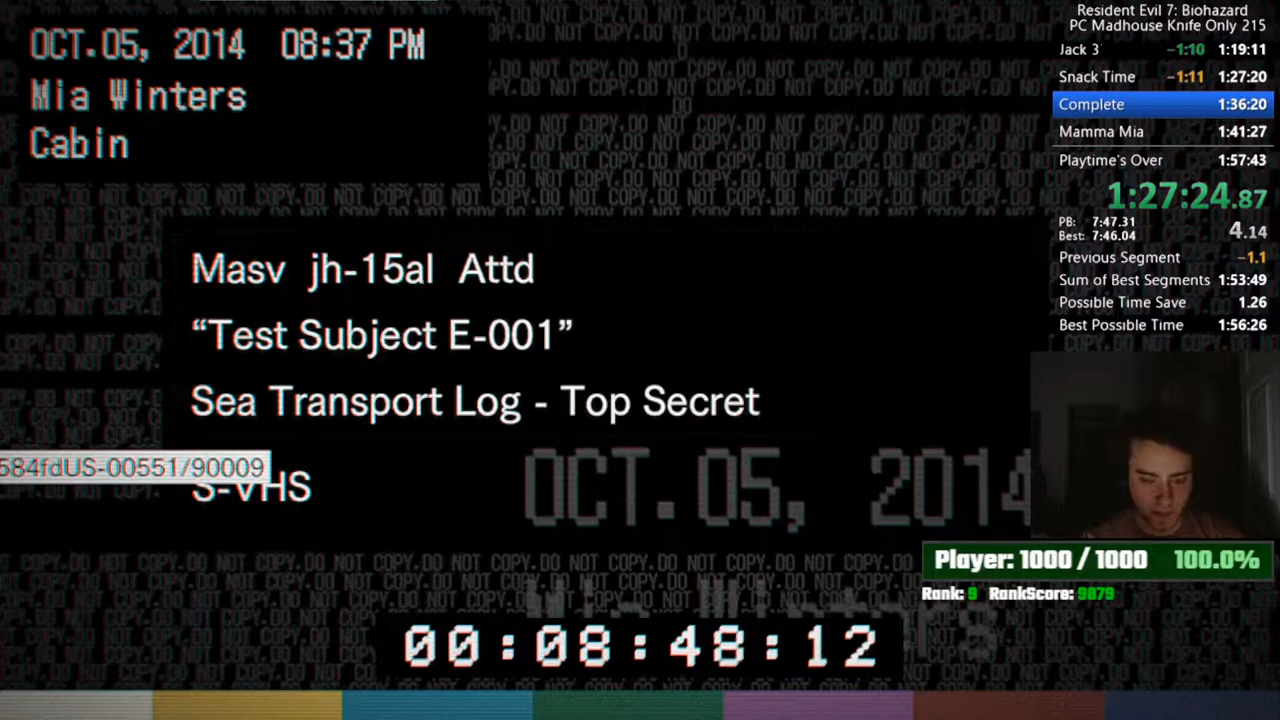 OCT.05, 2014 08:37 PM
Mia Winters
Cabin
Masv jh-15al Attd
“Test Subject E-001”
Sea Transport Log - Top Secret
584fdUS-00551/90009
S-VHS
OCT.05, 2014
00:08:48:12
Resident Evil 7: Biohazard
PC Madhouse Knife Only 215
Jack 3 −1:10 1:19:11
Snack Time −1:11 1:27:20
Complete 1:36:20
Mamma Mia 1:41:27
Playtime's Over 1:57:43
1:27:24.87
PB: 7:47.31
Best: 7:46.04
4.14
Previous Segment −1.1
Sum of Best Segments 1:53:49
Possible Time Save 1.26
Best Possible Time 1:56:26
Player: 1000 / 1000 100.0%
Rank: 9 RankScore: 9879